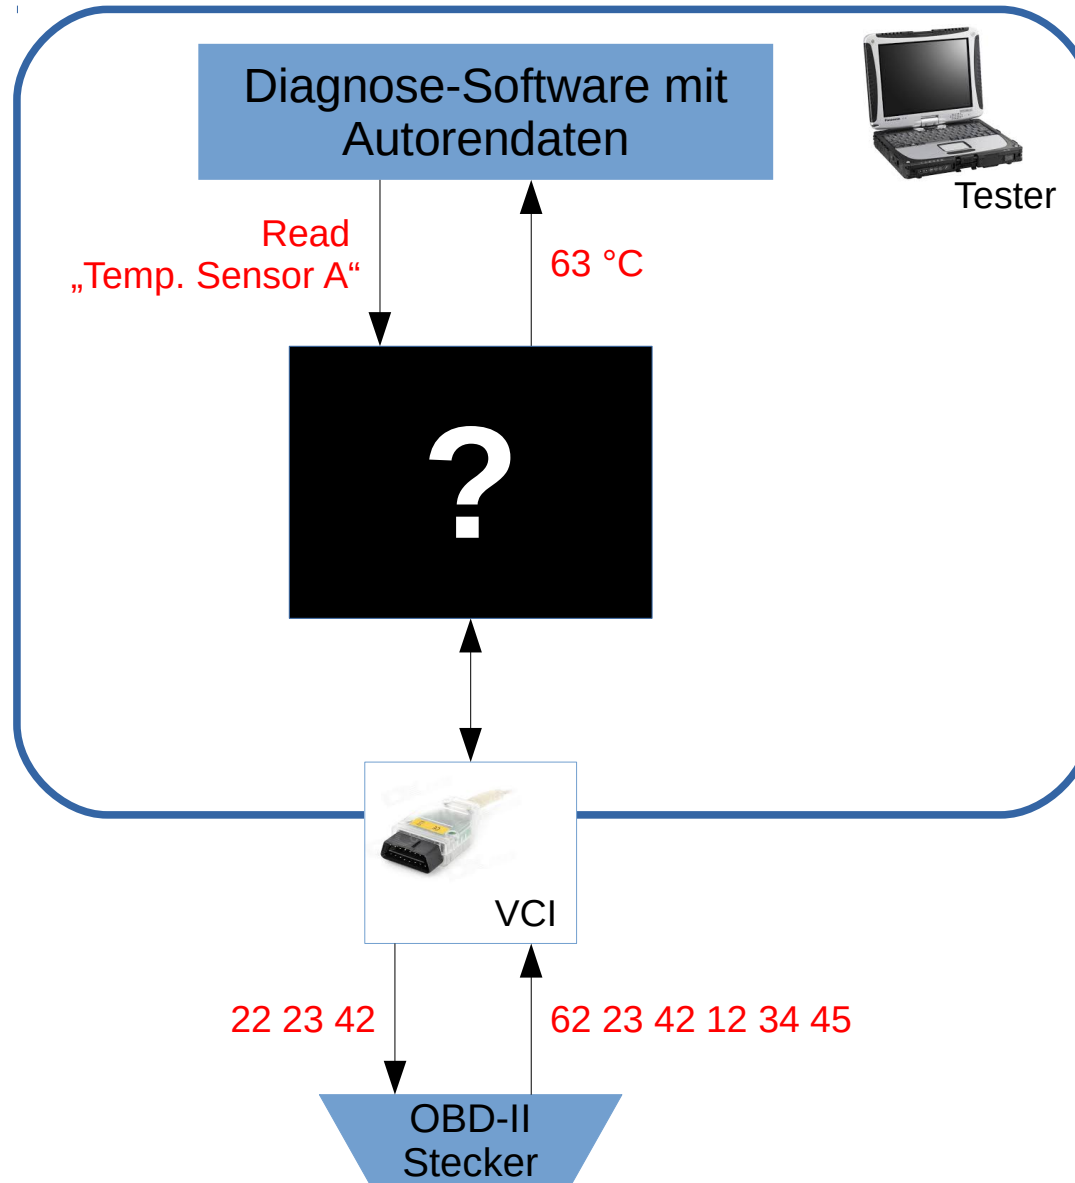 Diagnose-Software mit
Autorendaten
Tester
Read
„Temp. Sensor A“
63 °C
?
VCI
22 23 42
62 23 42 12 34 45
OBD-II
Stecker